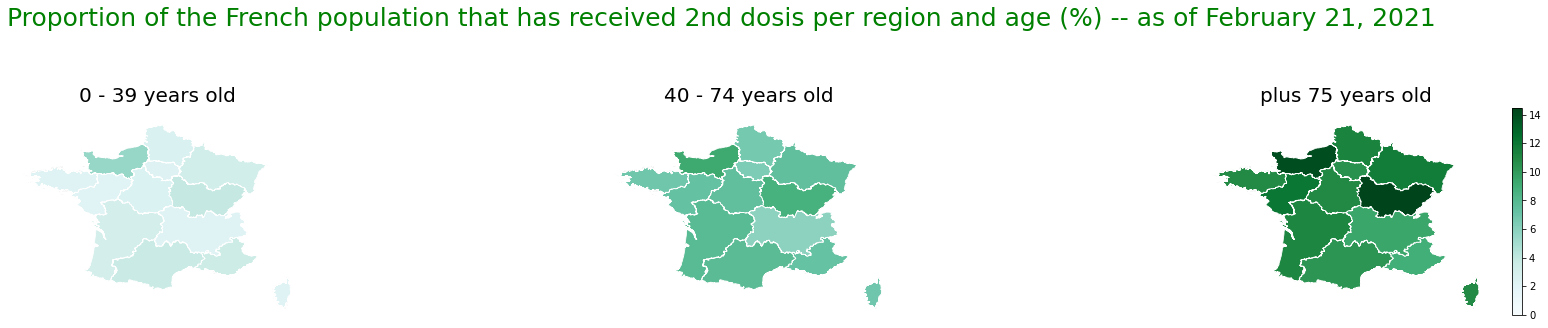 Proportion of the French population that has received 2nd dosis per region and age (%) -- as of February 21, 2021
0 - 39 years old
40 - 74 years old
plus 75 years old
14
12
10
8
6
4
2
0